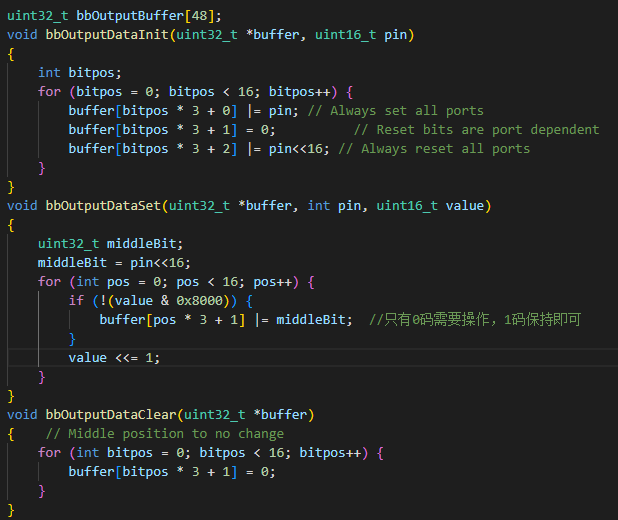 uint32_t bbOutputBuffer[48];
void bbOutputDataInit(uint32_t *buffer, uint16_t pin)
{
    int bitpos;
    for (bitpos = 0; bitpos < 16; bitpos++) {
        buffer[bitpos * 3 + 0] |= pin; // Always set all ports
        buffer[bitpos * 3 + 1] = 0;          // Reset bits are port dependent
        buffer[bitpos * 3 + 2] |= pin<<16; // Always reset all ports
    }
}
void bbOutputDataSet(uint32_t *buffer, int pin, uint16_t value)
{
    uint32_t middleBit;
    middleBit = pin<<16;
    for (int pos = 0; pos < 16; pos++) {
        if (!(value & 0x8000)) {
            buffer[pos * 3 + 1] |= middleBit;  //只有0码需要操作，1码保持即可
        }
        value <<= 1;
    }
}
void bbOutputDataClear(uint32_t *buffer)
{    // Middle position to no change
    for (int bitpos = 0; bitpos < 16; bitpos++) {
        buffer[bitpos * 3 + 1] = 0;
    }
}